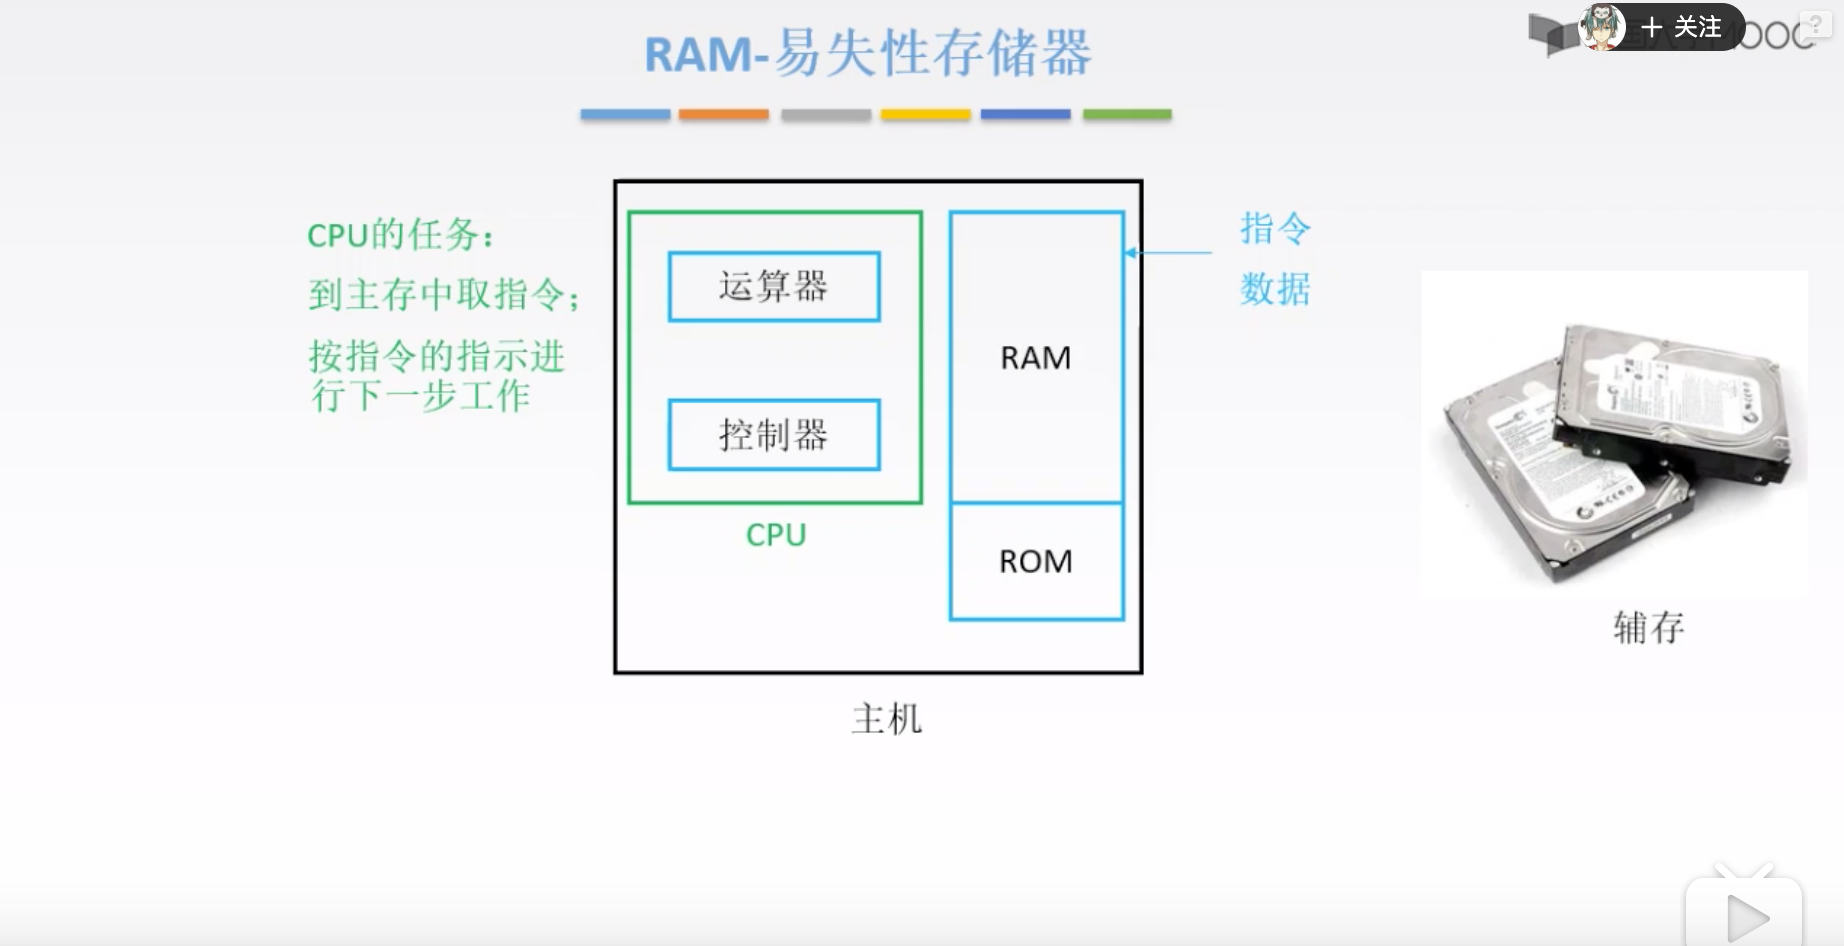 RAM-易失性存储器
+ 关注
CPU的任务：
到主存中取指令；
按指令的指示进
行下一步工作
运算器
控制器
CPU
RAM
ROM
主机
指令
数据
辅存